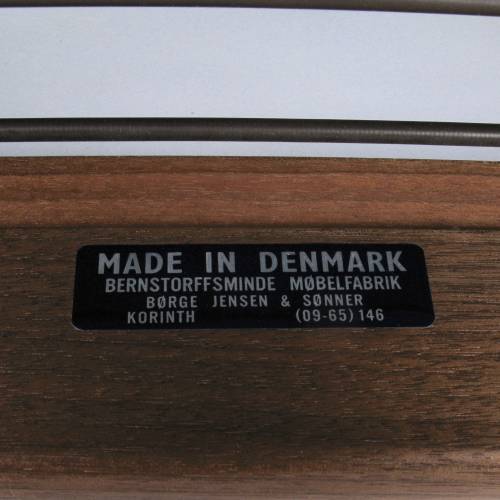 MADE IN DENMARK
BERNSTORFFSMINDE MØBELFABRIK
BØRGE JENSEN & SØNNER
KORINTH (09-65) 146